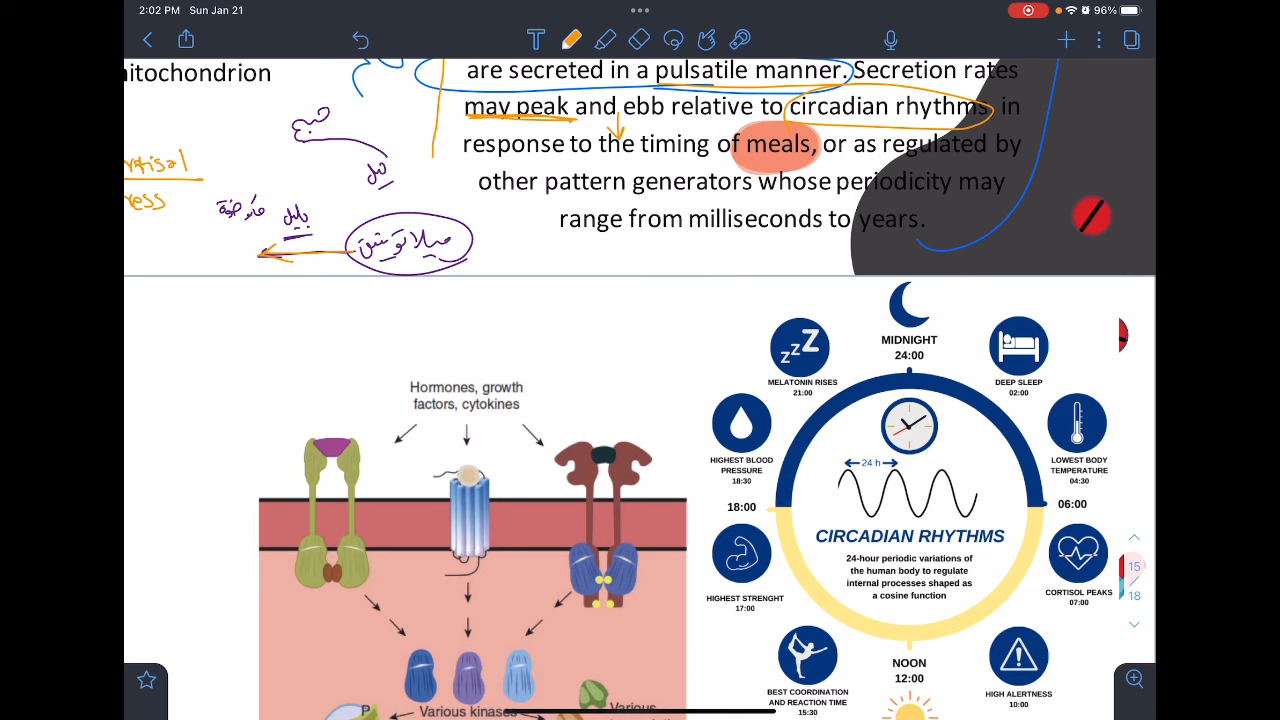 2:02 PM Sun Jan 21
96%
nitochondrion
are secreted in a pulsatile manner. Secretion rates
may peak and ebb relative to circadian rhythms, in
response to the timing of meals, or as regulated by
other pattern generators whose periodicity may
range from milliseconds to years.
صبح
ليل
ress
بليل
ميلاتونين
Hormones, growth
factors, cytokines
Various kinases
P
MIDNIGHT
24:00
MELATONIN RISES
21:00
DEEP SLEEP
02:00
HIGHEST BLOOD
PRESSURE
18:30
LOWEST BODY
TEMPERATURE
04:30
24 h
18:00
06:00
CIRCADIAN RHYTHMS
24-hour periodic variations of
the human body to regulate
internal processes shaped as
a cosine function
HIGHEST STRENGHT
17:00
CORTISOL PEAKS
07:00
NOON
12:00
BEST COORDINATION
AND REACTION TIME
15:30
HIGH ALERTNESS
10:00
15
18